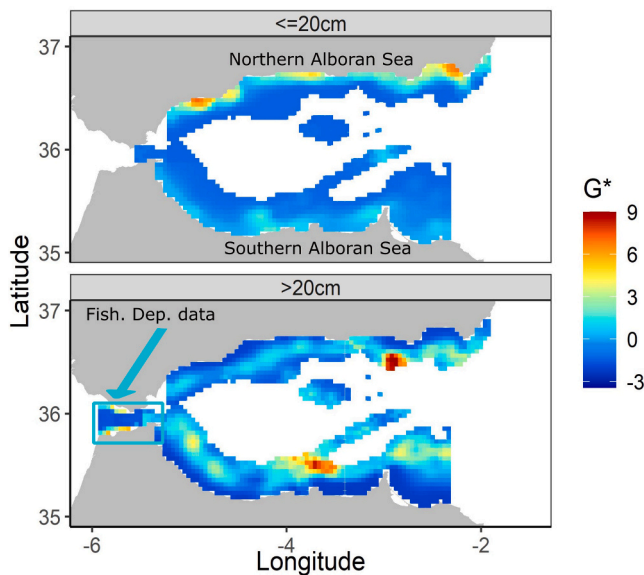 <=20cm
37
Northern Alboran Sea
36
35
Southern Alboran Sea
>20cm
37
Fish. Dep. data
36
35
-6
-4
-2
Latitude
Longitude
G*
9
6
3
0
-3